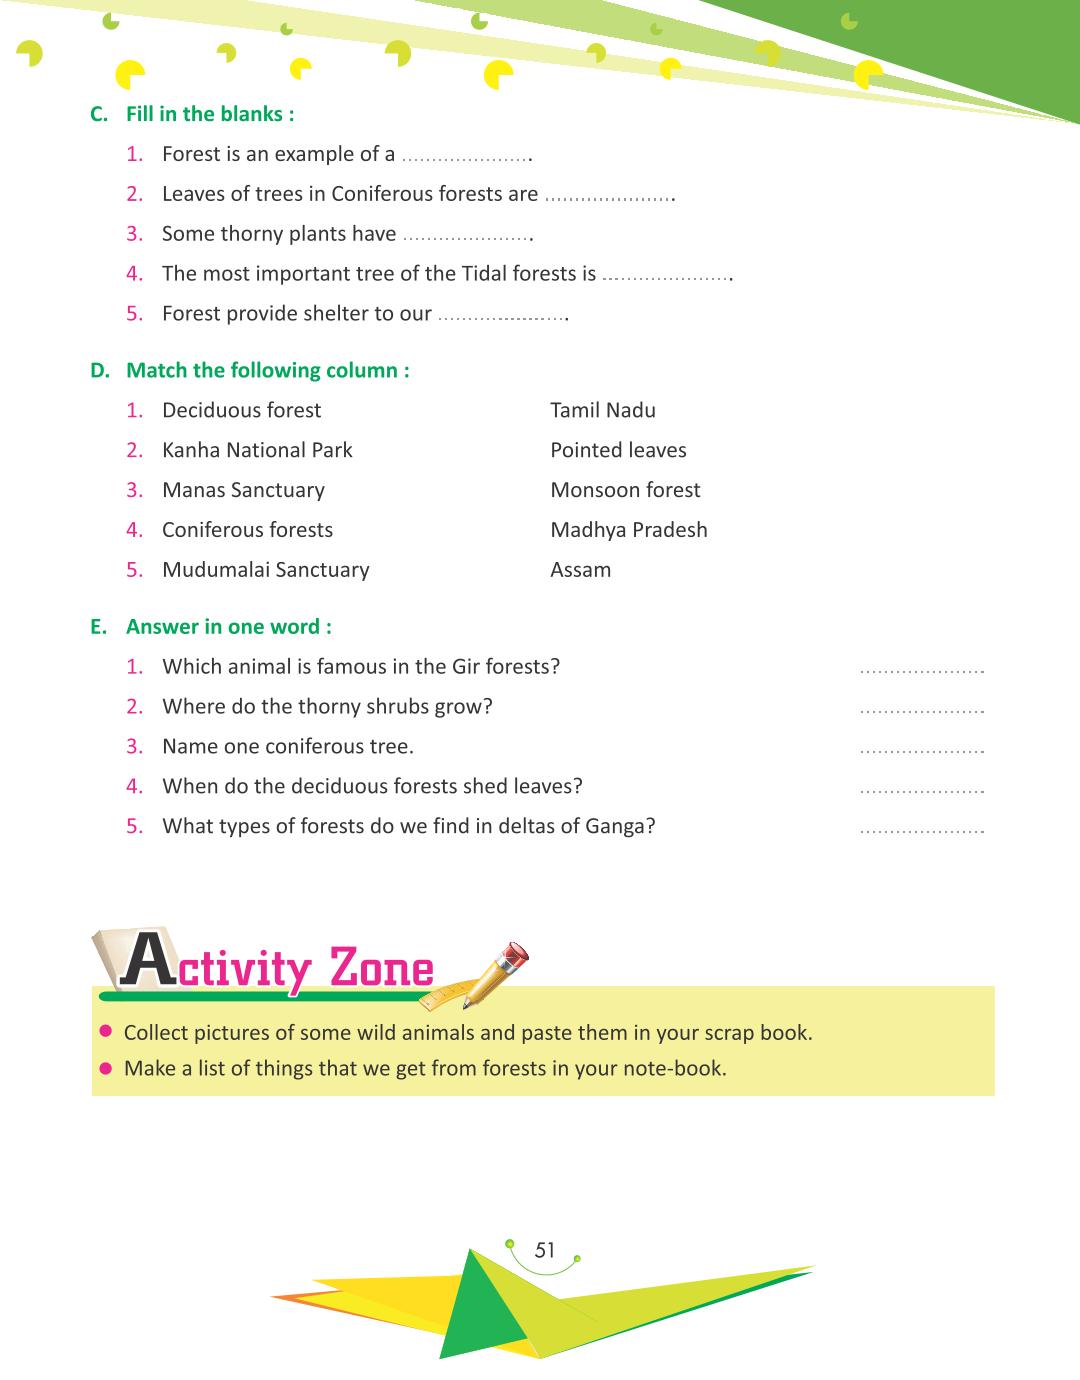 C. Fill in the blanks :
1. Forest is an example of a ......................
2. Leaves of trees in Coniferous forests are ......................
3. Some thorny plants have ......................
4. The most important tree of the Tidal forests is ......................
5. Forest provide shelter to our ......................
D. Match the following column :
1. Deciduous forest Tamil Nadu
2. Kanha National Park Pointed leaves
3. Manas Sanctuary Monsoon forest
4. Coniferous forests Madhya Pradesh
5. Mudumalai Sanctuary Assam
E. Answer in one word :
1. Which animal is famous in the Gir forests? .....................
2. Where do the thorny shrubs grow? .....................
3. Name one coniferous tree. .....................
4. When do the deciduous forests shed leaves? .....................
5. What types of forests do we find in deltas of Ganga? .....................
Activity Zone
● Collect pictures of some wild animals and paste them in your scrap book.
● Make a list of things that we get from forests in your note-book.
51